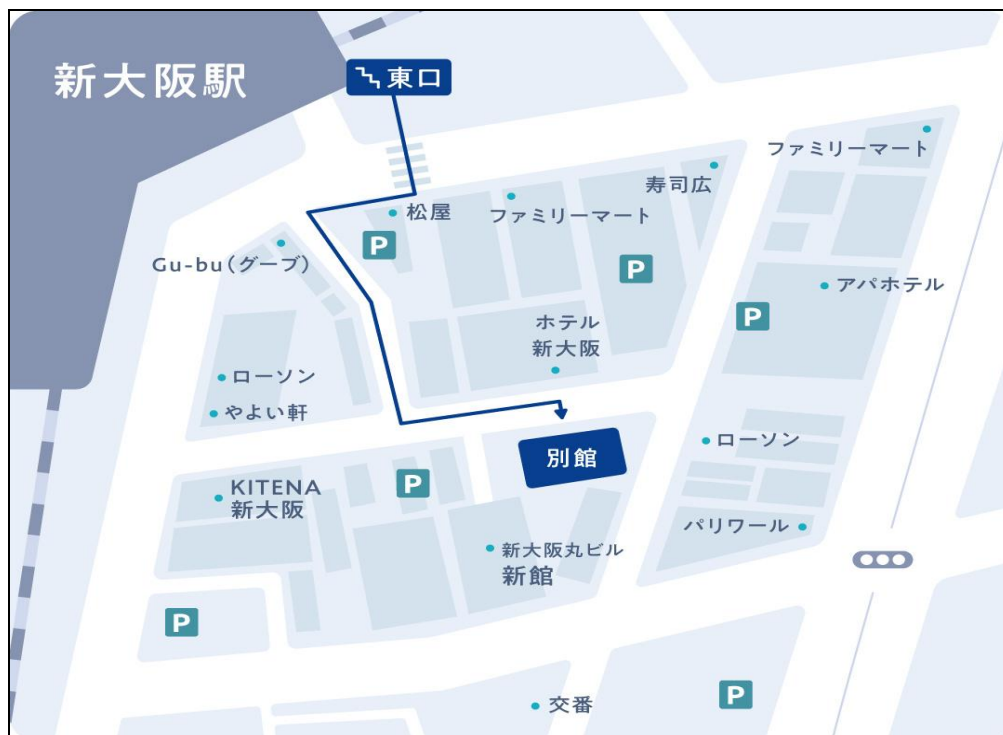 新大阪駅
東口
ファミリーマート
寿司広
松屋
ファミリーマート
P
Gu-bu(グーブ)
P
アパホテル
P
ホテル
新大阪
ローソン
やよい軒
ローソン
別館
P
KITENA
新大阪
パリワール
新大阪丸ビル
新館
P
P
交番